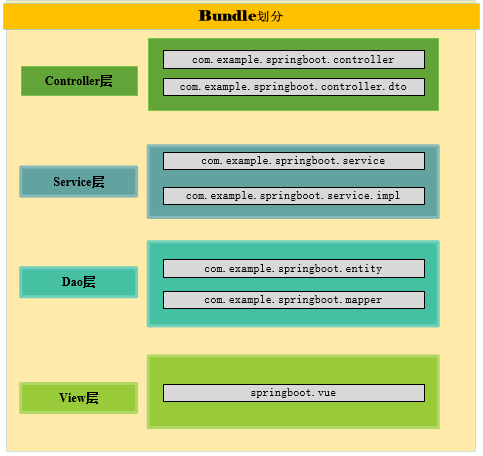 Bundle划分
Controller层
com.example.springboot.controller
com.example.springboot.controller.dto
Service层
com.example.springboot.service
com.example.springboot.service.impl
Dao层
com.example.springboot.entity
com.example.springboot.mapper
View层
springboot.vue